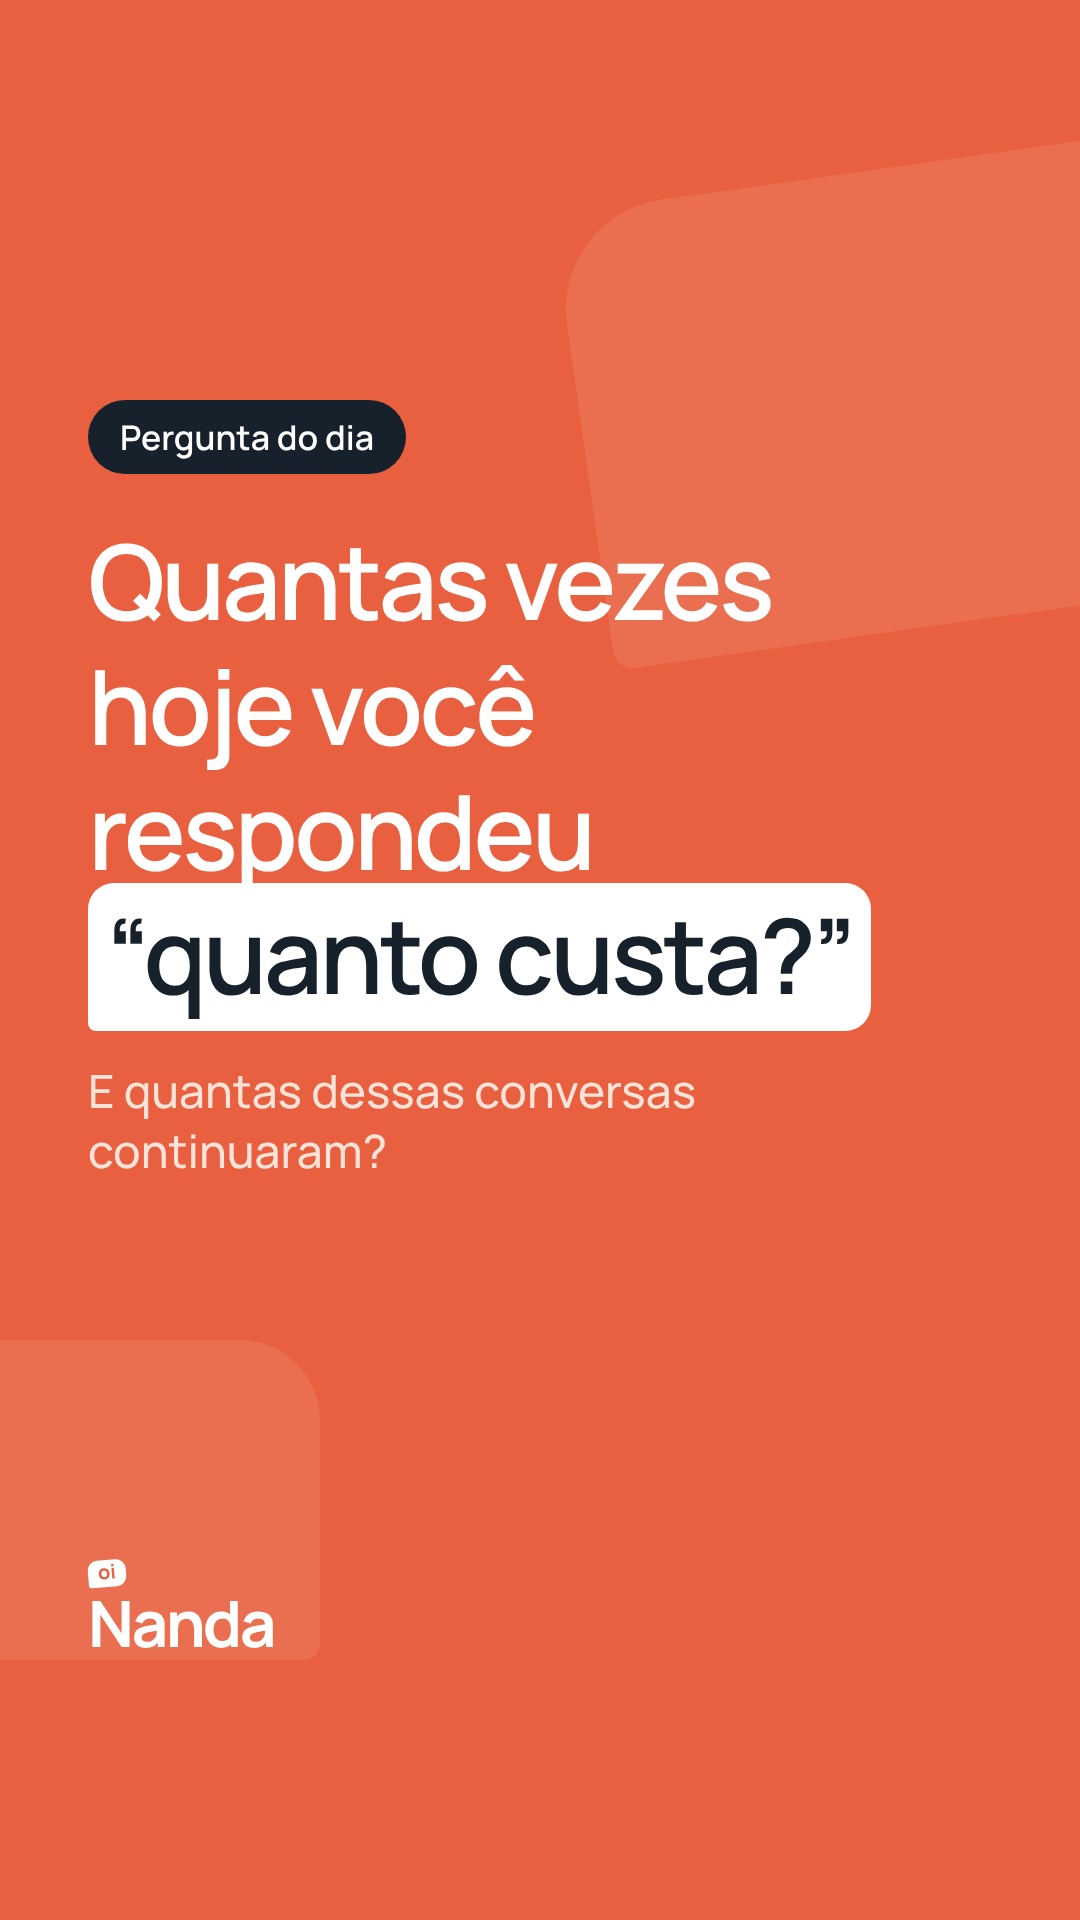 Pergunta do dia
Quantas vezes
hoje você
respondeu
“quanto custa?”
E quantas dessas conversas
continuaram?
oi
Nanda